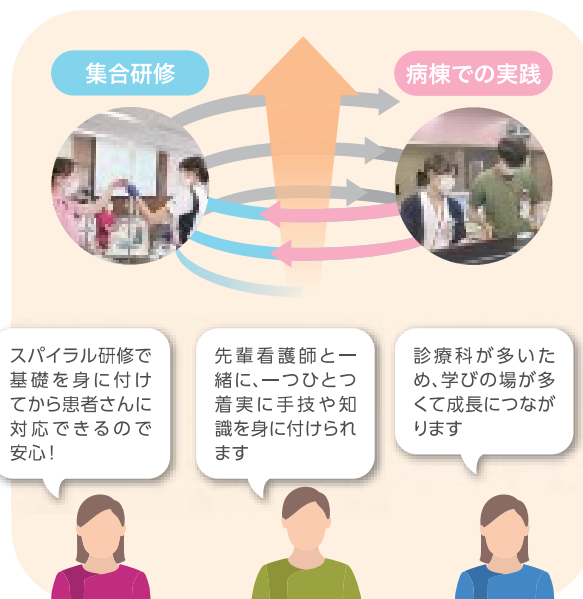 集合研修
病棟での実践
スパイラル研修で
基礎を身に付け
てから患者さんに
対応できるので
安心！
先輩看護師と一
緒に、一つひとつ
着実に手技や知
識を身に付けられ
ます
診療科が多いた
め、学びの場が多
くて成長につなが
ります